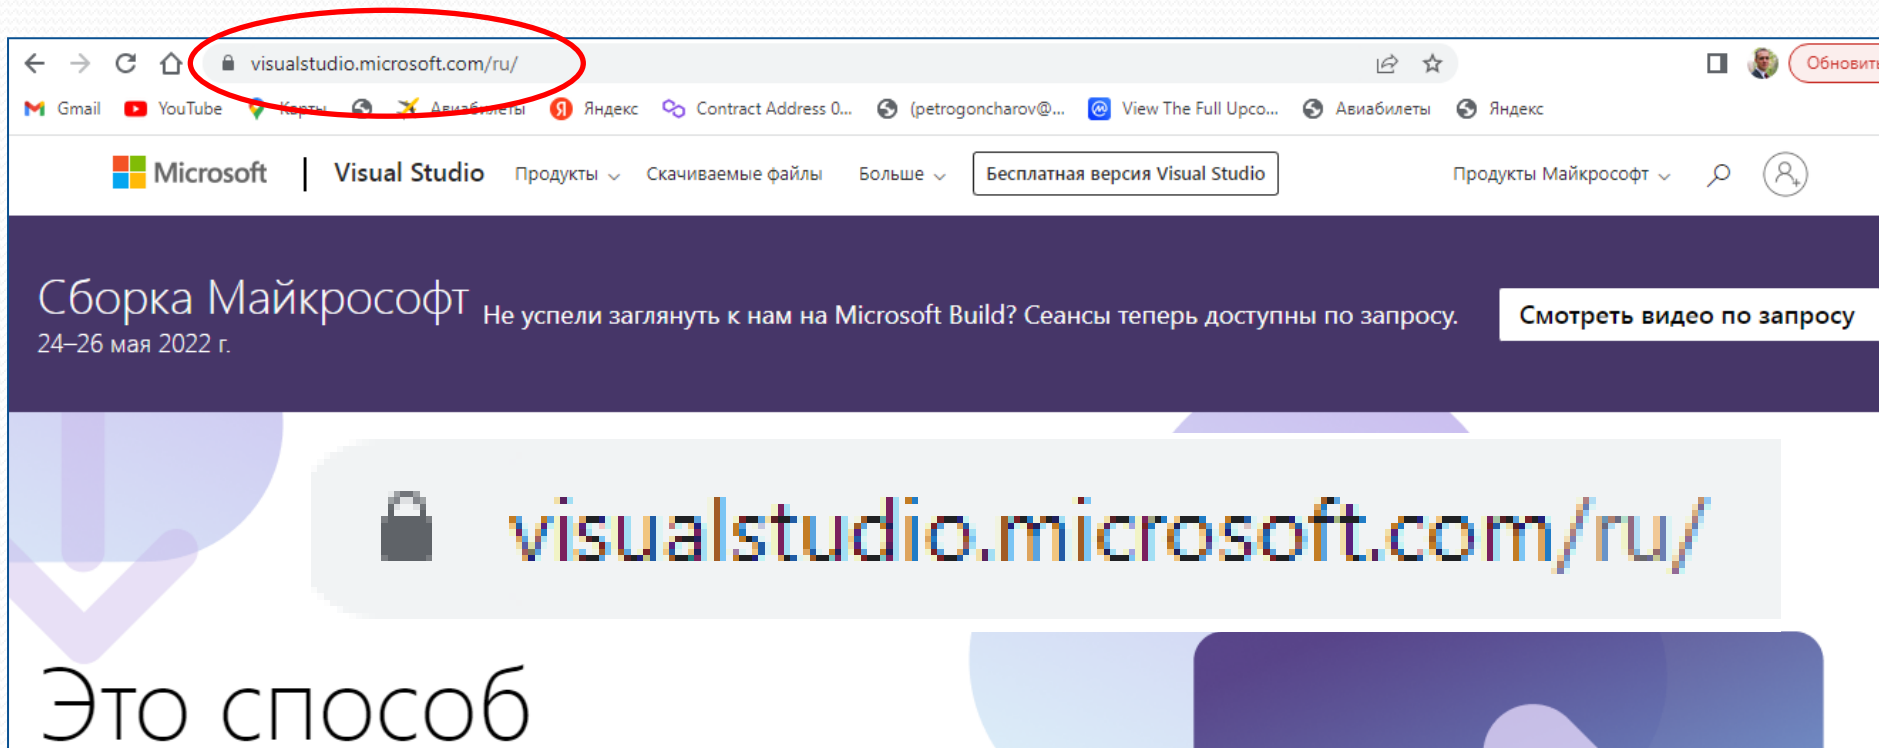 visualstudio.microsoft.com/ru/
Обновить
Gmail YouTube Карты Авиабилеты Яндекс Contract Address 0... (petrogoncharov@... View The Full Upco... Авиабилеты Яндекс
Microsoft Visual Studio Продукты Скачиваемые файлы Больше Бесплатная версия Visual Studio Продукты Майкрософт
Сборка Майкрософт
24–26 мая 2022 г.
Не успели заглянуть к нам на Microsoft Build? Сеансы теперь доступны по запросу.
Смотреть видео по запросу
visualstudio.microsoft.com/ru/
Это способ